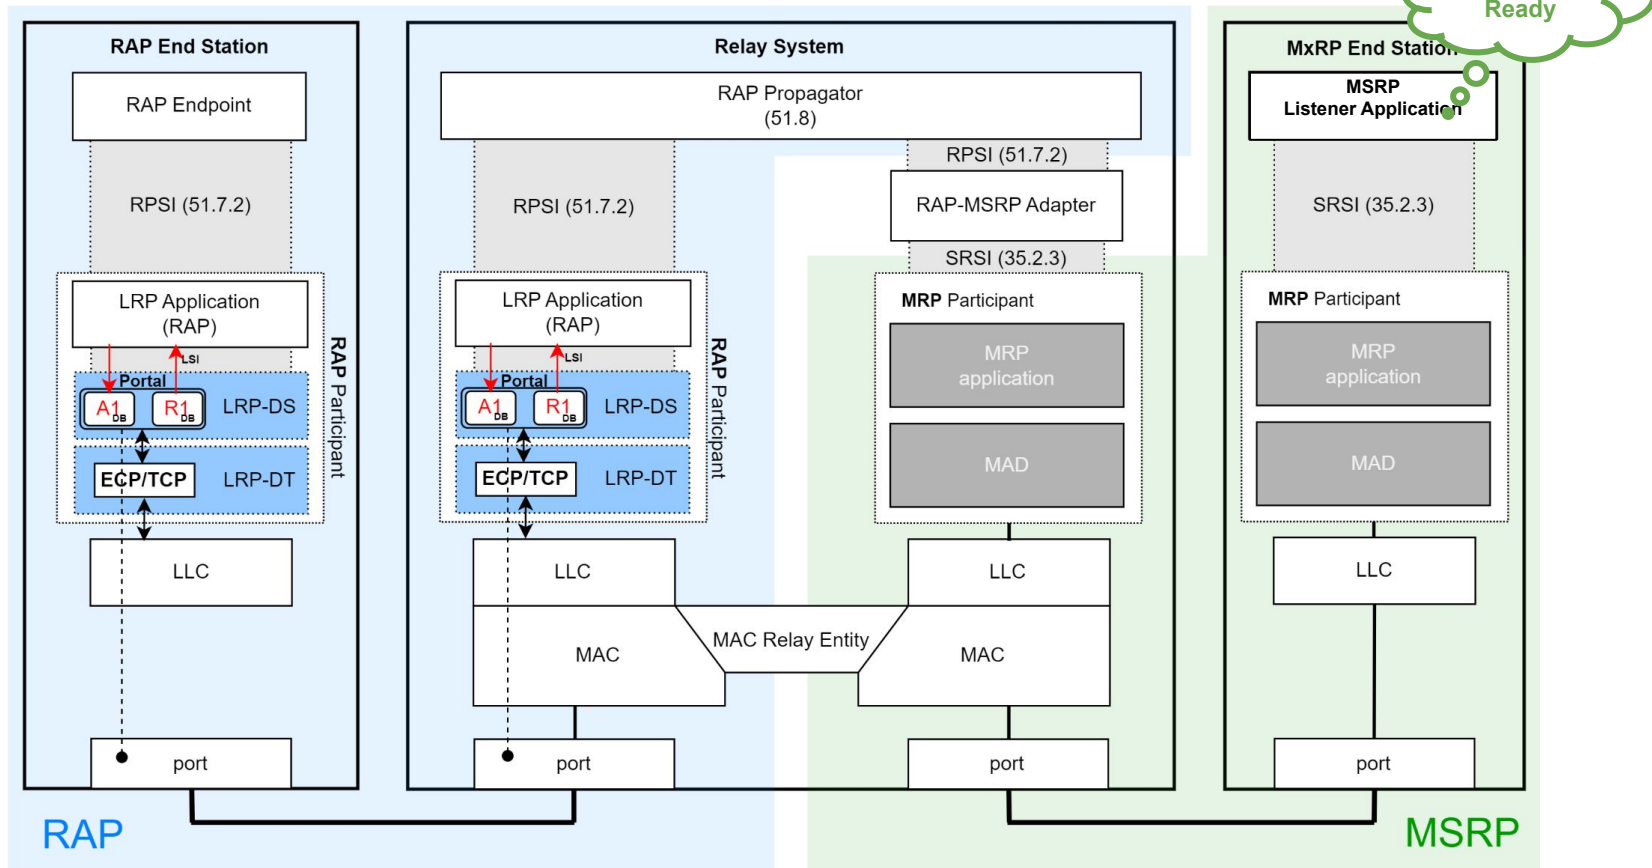 Ready
RAP End Station
RAP Endpoint
RPSI (51.7.2)
LRP Application
(RAP)
LSI
Portal
A1
DB
R1
DB
LRP-DS
ECP/TCP
LRP-DT
RAP Participant
LLC
port
Relay System
RAP Propagator
(51.8)
RPSI (51.7.2)
LRP Application
(RAP)
LSI
Portal
A1
DB
R1
DB
LRP-DS
ECP/TCP
LRP-DT
RAP Participant
LLC
MAC
port
MAC Relay Entity
RPSI (51.7.2)
RAP-MSRP Adapter
SRSI (35.2.3)
MRP Participant
MRP
application
MAD
LLC
MAC
port
MxRP End Station
MSRP
Listener Application
SRSI (35.2.3)
MRP Participant
MRP
application
MAD
LLC
port
RAP
MSRP